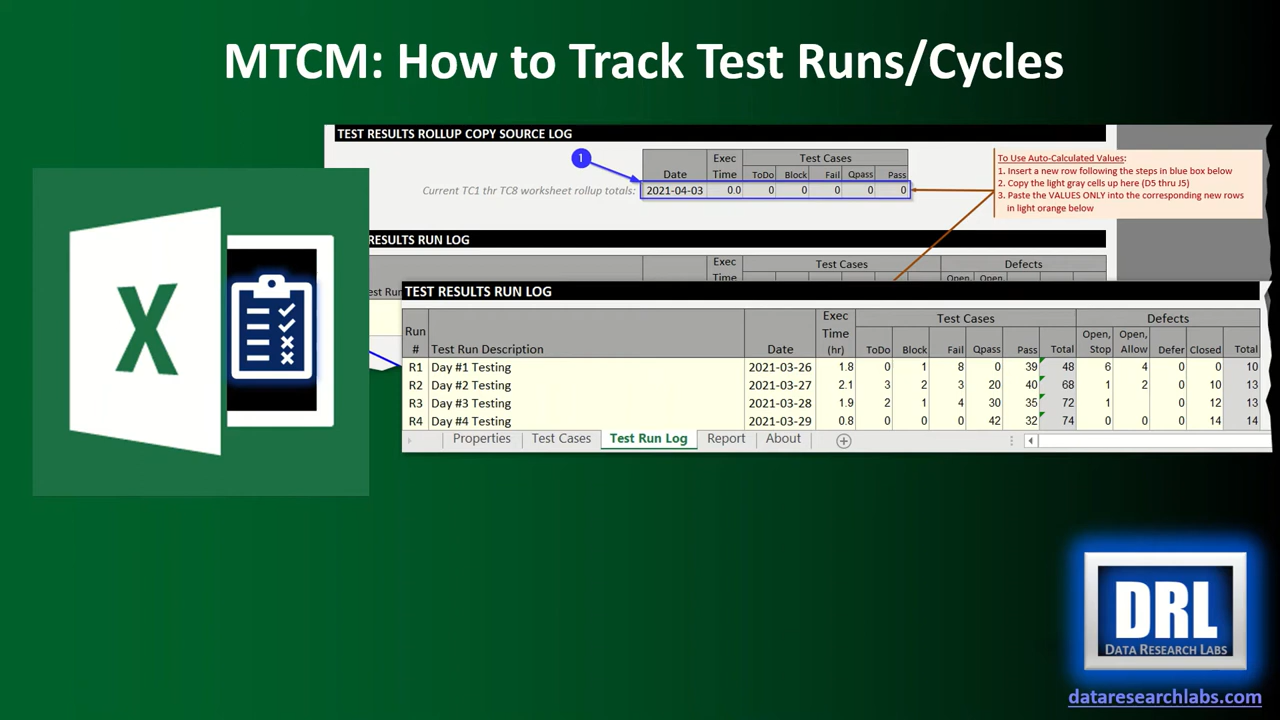 MTCM: How to Track Test Runs/Cycles
TEST RESULTS ROLLUP COPY SOURCE LOG
1
Date Exec Time Test Cases
ToDo Block Fail Qpass Pass
Current TC1 thr TC8 worksheet rollup totals: 2021-04-03 0.0 0 0 0 0 0
To Use Auto-Calculated Values:
1. Insert a new row following the steps in blue box below
2. Copy the light gray cells up here (D5 thru J5)
3. Paste the VALUES ONLY into the corresponding new rows
in light orange below
RESULTS RUN LOG
Exec Time Test Cases Defects
Open, Open,
Test Run
TEST RESULTS RUN LOG
Run # Test Run Description Date Exec Time (hr) Test Cases Defects
ToDo Block Fail Qpass Pass Total Open, Stop Open, Allow Defer Closed Total
R1 Day #1 Testing 2021-03-26 1.8 0 1 8 0 39 48 6 4 0 0 10
R2 Day #2 Testing 2021-03-27 2.1 3 2 3 20 40 68 1 2 0 10 13
R3 Day #3 Testing 2021-03-28 1.9 2 1 4 30 35 72 1 0 12 13
R4 Day #4 Testing 2021-03-29 0.8 0 0 0 42 32 74 0 0 0 14 14
Properties Test Cases Test Run Log Report About
X
DRL
DATA RESEARCH LABS
dataresearchlabs.com